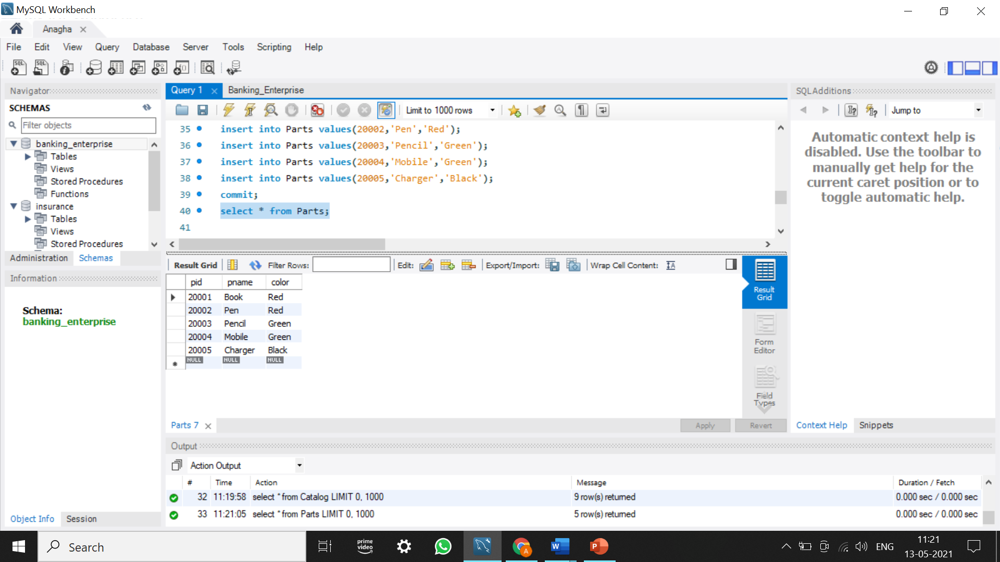 MySQL Workbench
Anagha
File Edit View Query Database Server Tools Scripting Help
Navigator
SCHEMAS
Filter objects
banking_enterprise
Tables
Views
Stored Procedures
Functions
insurance
Tables
Views
Stored Procedures
Administration Schemas
Information
Schema:
banking_enterprise
Object Info Session
Query 1 Banking_Enterprise
Limit to 1000 rows
35 insert into Parts values(20002,'Pen','Red');
36 insert into Parts values(20003,'Pencil','Green');
37 insert into Parts values(20004,'Mobile','Green');
38 insert into Parts values(20005,'Charger','Black');
39 commit;
40 select * from Parts;
41
Result Grid Filter Rows: Edit: Export/Import: Wrap Cell Content:
pid pname color
20001 Book Red
20002 Pen Red
20003 Pencil Green
20004 Mobile Green
20005 Charger Black
NULL NULL NULL
Result
Grid
Form
Editor
Field
Types
Parts 7
Apply Revert
SQLAdditions
Jump to
Automatic context help is
disabled. Use the toolbar to
manually get help for the
current caret position or to
toggle automatic help.
Context Help Snippets
Output
Action Output
# Time Action Message Duration / Fetch
32 11:19:58 select * from Catalog LIMIT 0, 1000 9 row(s) returned 0.000 sec / 0.000 sec
33 11:21:05 select * from Parts LIMIT 0, 1000 5 row(s) returned 0.000 sec / 0.000 sec
Search
prime
video
ENG
11:21
13-05-2021